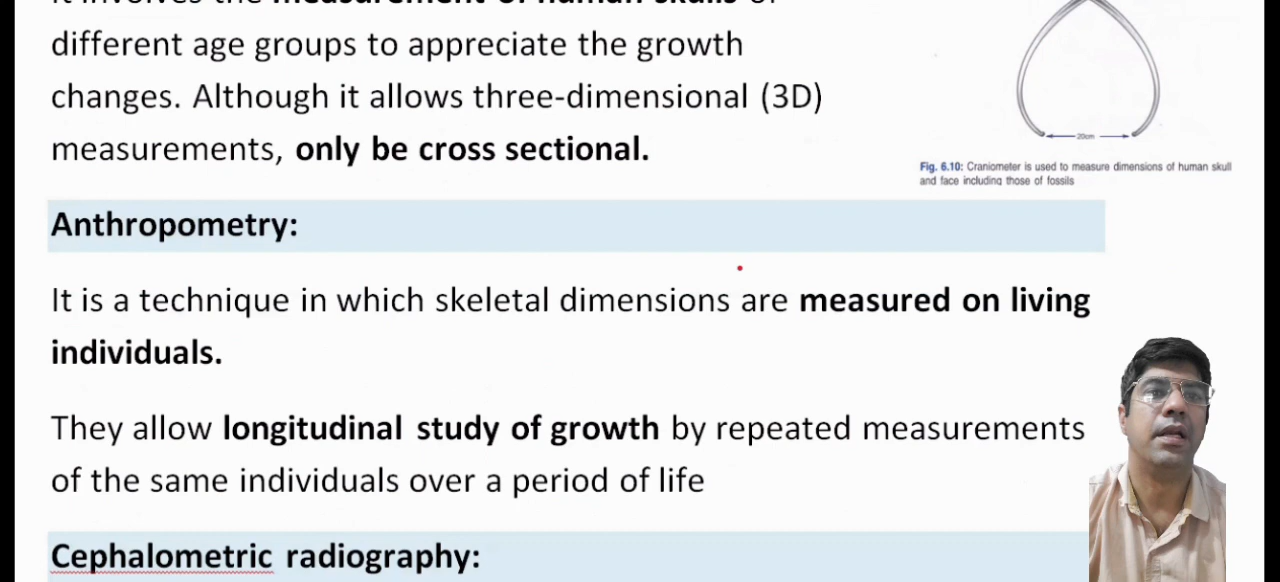 different age groups to appreciate the growth
changes. Although it allows three-dimensional (3D)
measurements, only be cross sectional.
20cm
Fig. 6.10: Craniometer is used to measure dimensions of human skull
and face including those of fossils
Anthropometry:
It is a technique in which skeletal dimensions are measured on living
individuals.
They allow longitudinal study of growth by repeated measurements
of the same individuals over a period of life
Cephalometric radiography: